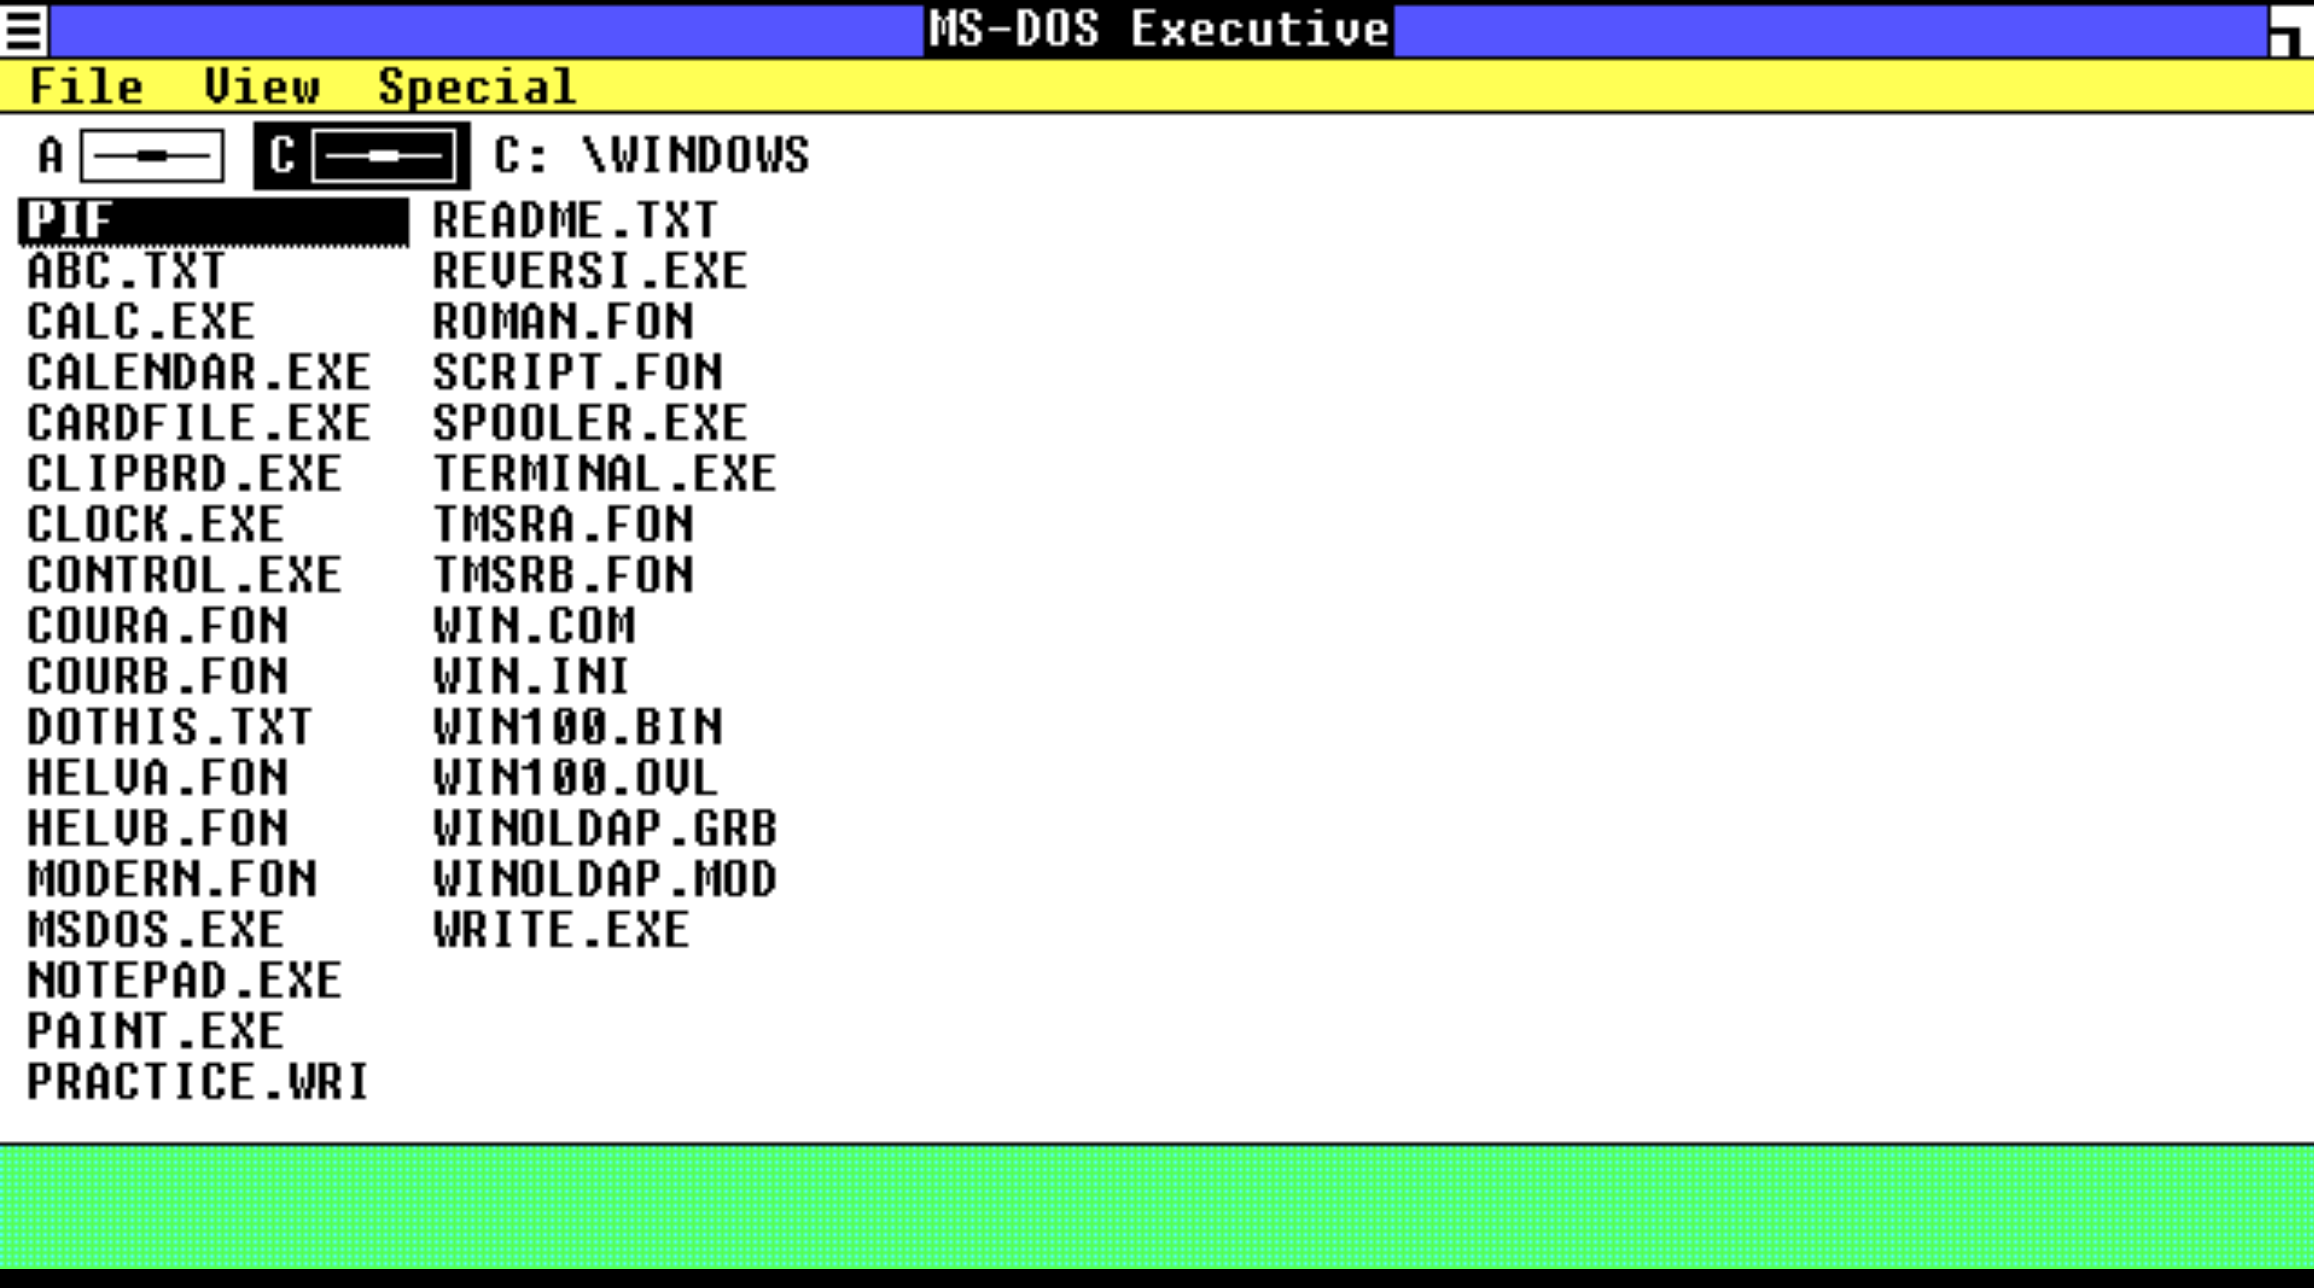 MS-DOS Executive
File View Special
A C C: \WINDOWS
PIF
ABC.TXT
CALC.EXE
CALENDAR.EXE
CARDFILE.EXE
CLIPBRD.EXE
CLOCK.EXE
CONTROL.EXE
COURA.FON
COURB.FON
DOTHIS.TXT
HELVA.FON
HELVB.FON
MODERN.FON
MSDOS.EXE
NOTEPAD.EXE
PAINT.EXE
PRACTICE.WRI
README.TXT
REVERSI.EXE
ROMAN.FON
SCRIPT.FON
SPOOLER.EXE
TERMINAL.EXE
TMSRA.FON
TMSRB.FON
WIN.COM
WIN.INI
WIN100.BIN
WIN100.OVL
WINOLDAP.GRB
WINOLDAP.MOD
WRITE.EXE